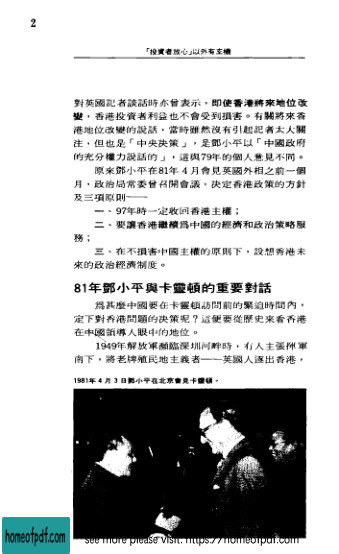 2
「投資者放心」以外有玄機
對英國記者談話時亦曾表示，即使香港將來地位改
變，香港投資者利益也不會受到損害。有關將來香
港地位改變的說話，當時雖然沒有引起記者太大關
注，但也是「中央決策」，是鄧小平以「中國政府
的充分權力說話的」，這與79年的個人意見不同。
原來鄧小平在81年 4 月會見英國外相之前一個
月，政治局常委曾召開會議，決定香港政策的方針
及三項原則──
一、97年時一定收回香港主權；
二、要讓香港繼續爲中國的經濟和政治策略服
務；
三、在不損害中國主權的原則下，設想香港未
來的政治經濟制度。
81年鄧小平與卡靈頓的重要對話
爲甚麼中國要在卡靈頓訪問前的緊迫時間內，
定下對香港問題的決策呢？這便要從歷史來看香港
在中國領導人眼中的地位。
1949年解放軍瀕臨深圳河畔時，有人主張揮軍
南下，將老牌殖民地主義者──英國人逐出香港，
1981年 4 月 3 日鄧小平在北京會見卡靈頓。
homeofpdf.com
see more please visit: https://homeofpdf.com